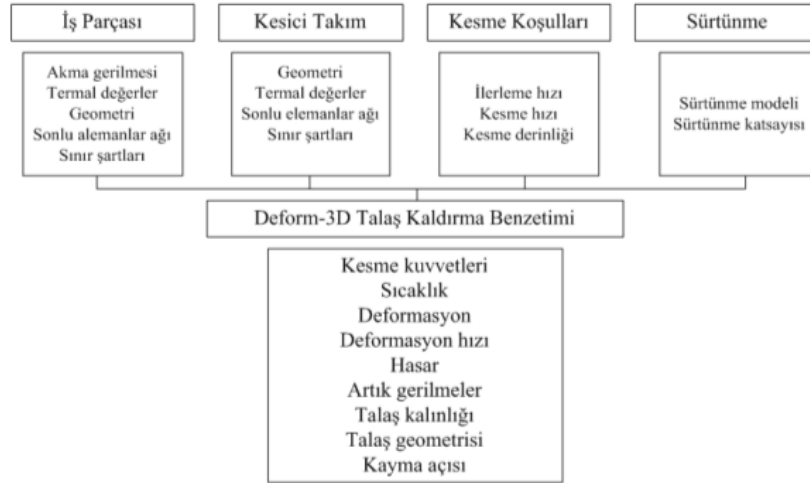 İş Parçası
Akma gerilmesi
Termal değerler
Geometri
Sonlu alemanlar ağı
Sınır şartları
Kesici Takım
Geometri
Termal değerler
Sonlu elemanlar ağı
Sınır şartları
Kesme Koşulları
İlerleme hızı
Kesme hızı
Kesme derinliği
Sürtünme
Sürtünme modeli
Sürtünme katsayısı
Deform-3D Talaş Kaldırma Benzetimi
Kesme kuvvetleri
Sıcaklık
Deformasyon
Deformasyon hızı
Hasar
Artık gerilmeler
Talaş kalınlığı
Talaş geometrisi
Kayma açısı